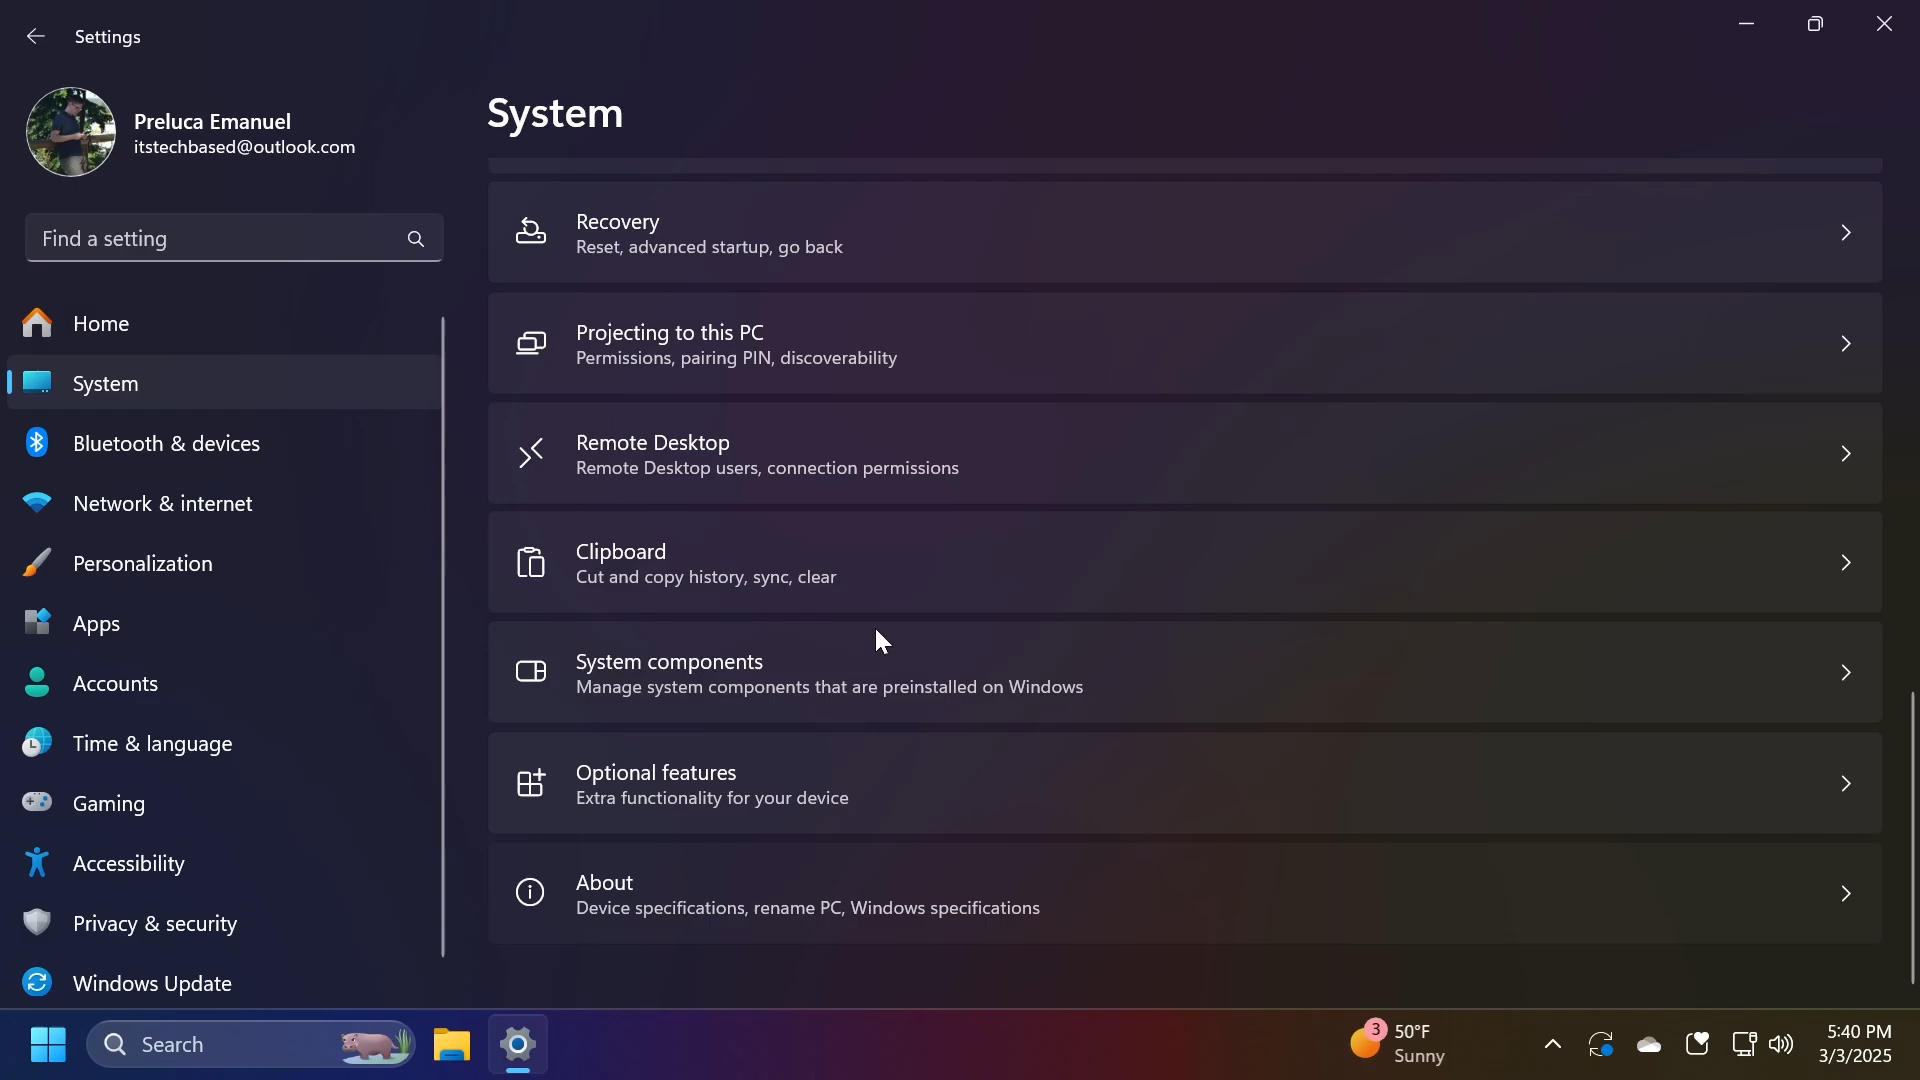 Settings
Preluca Emanuel
itstechbased@outlook.com
Find a setting
Home
System
Bluetooth & devices
Network & internet
Personalization
Apps
Accounts
Time & language
Gaming
Accessibility
Privacy & security
Windows Update
System
Recovery
Reset, advanced startup, go back
Projecting to this PC
Permissions, pairing PIN, discoverability
Remote Desktop
Remote Desktop users, connection permissions
Clipboard
Cut and copy history, sync, clear
System components
Manage system components that are preinstalled on Windows
Optional features
Extra functionality for your device
About
Device specifications, rename PC, Windows specifications
Search
3
50°F
Sunny
5:40 PM
3/3/2025